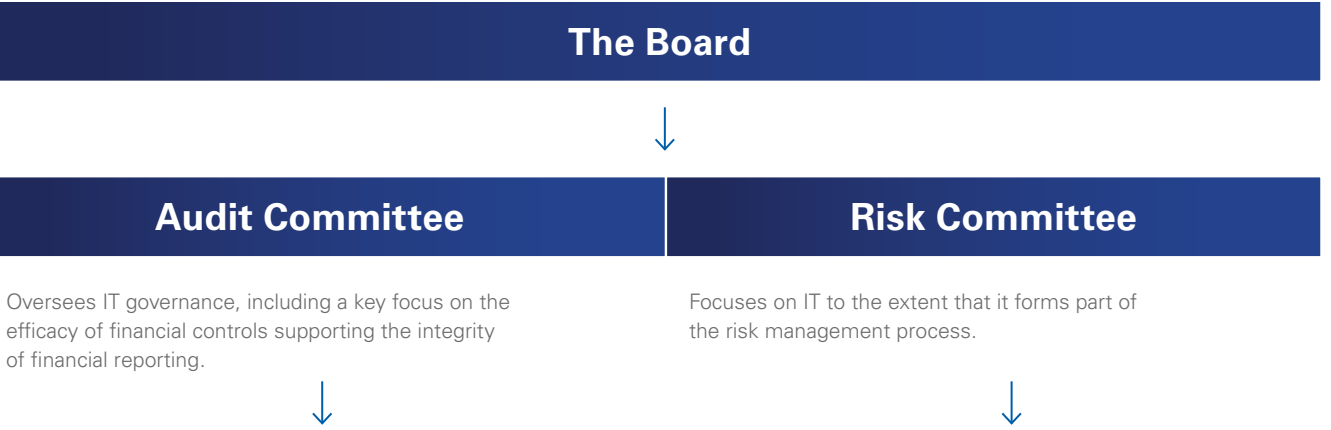 The Board
Audit Committee
Risk Committee
Oversees IT governance, including a key focus on the
efficacy of financial controls supporting the integrity
of financial reporting.
Focuses on IT to the extent that it forms part of
the risk management process.